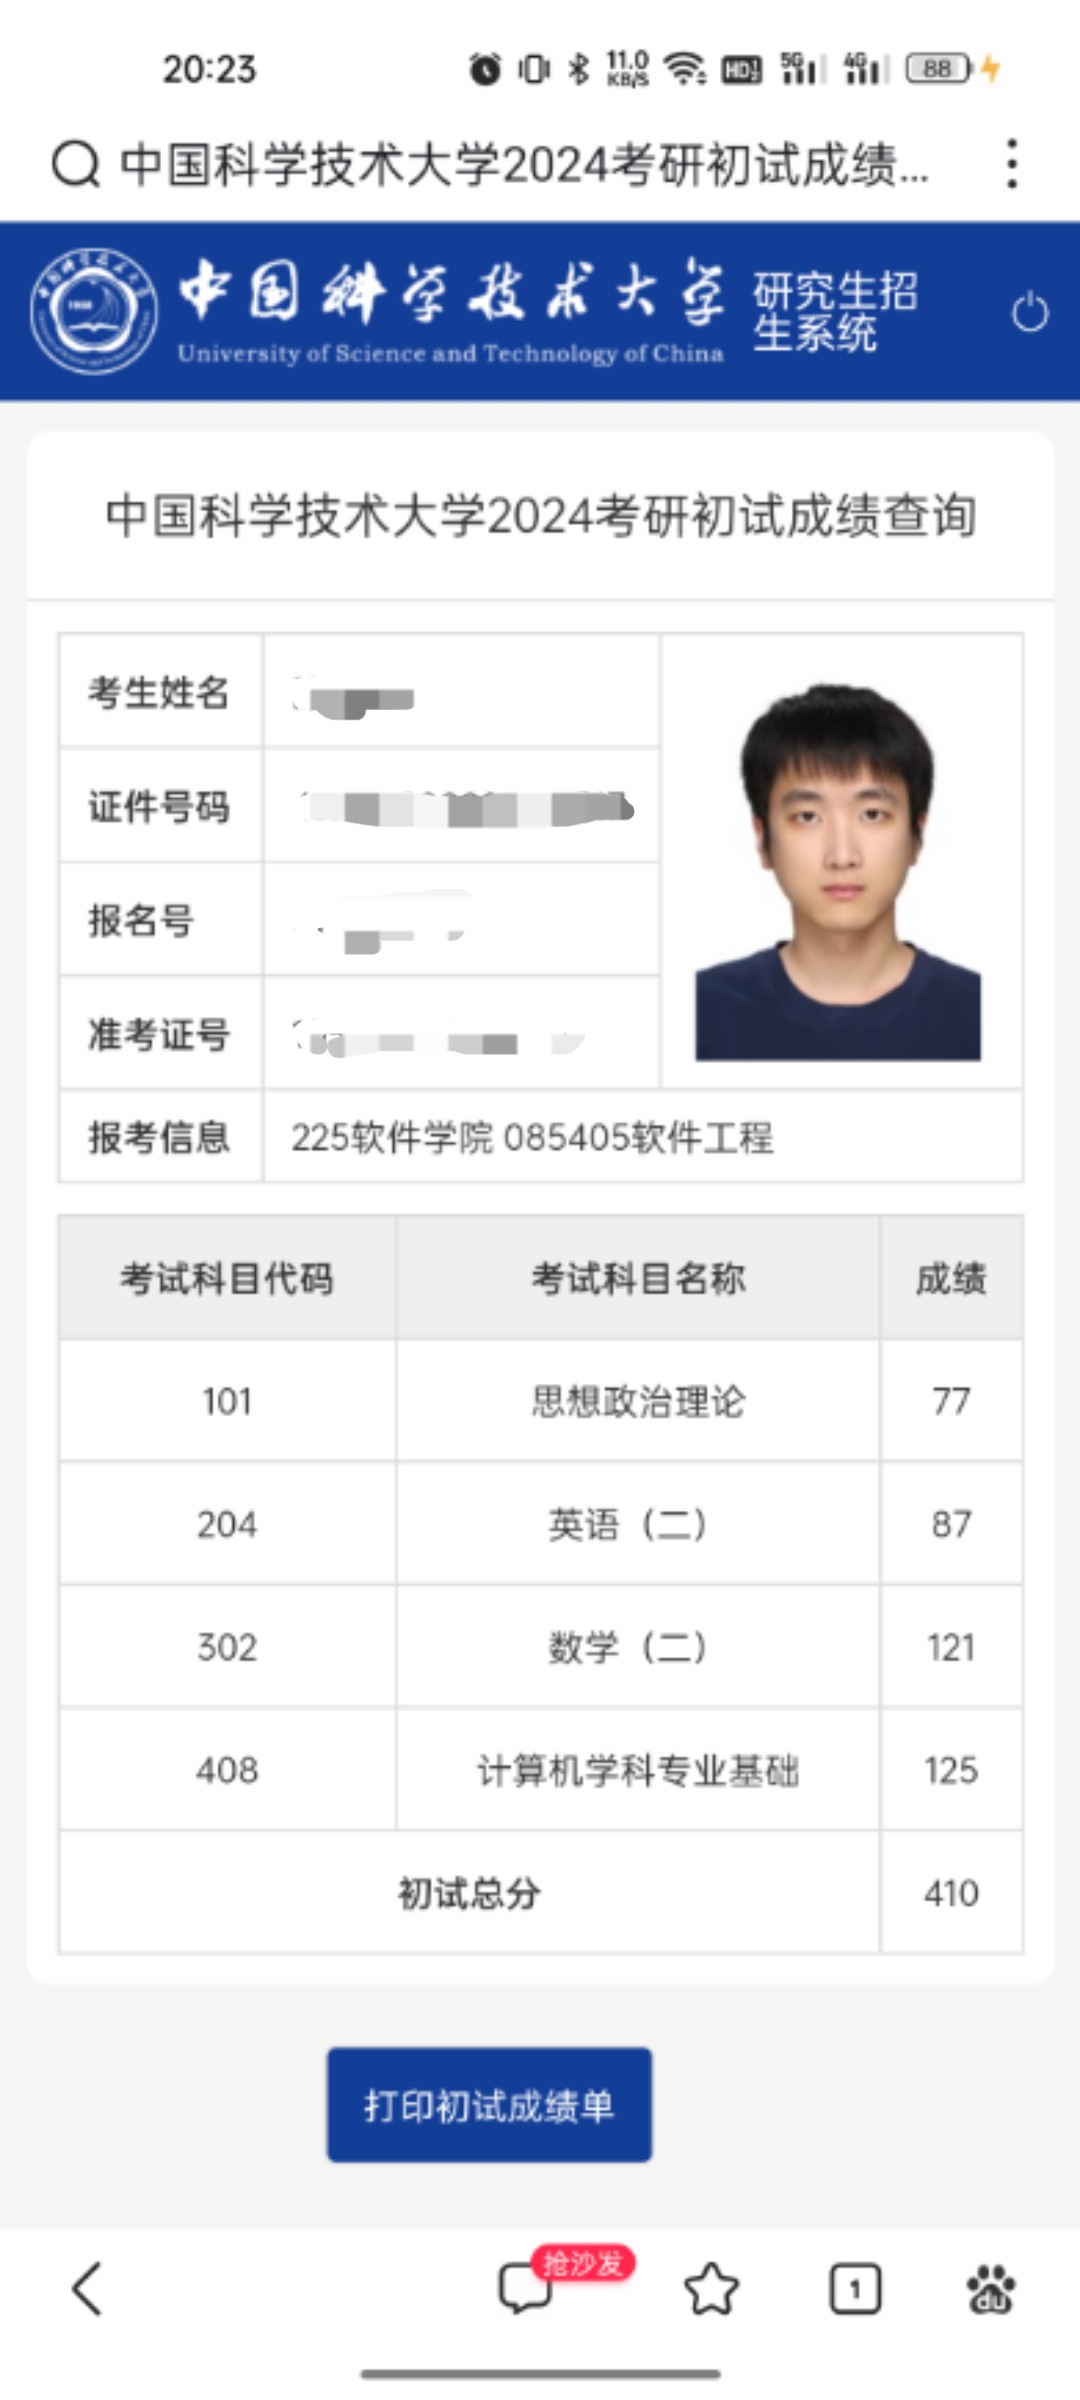 20:23
11.0 KB/S HD 5G 4G 88
中国科学技术大学2024考研初试成绩...
中国科学技术大学
University of Science and Technology of China
研究生招
生系统
中国科学技术大学2024考研初试成绩查询
考生姓名
证件号码
报名号
准考证号
报考信息 225软件学院 085405软件工程
考试科目代码 考试科目名称 成绩
101 思想政治理论 77
204 英语（二） 87
302 数学（二） 121
408 计算机学科专业基础 125
初试总分 410
打印初试成绩单
抢沙发
1
du